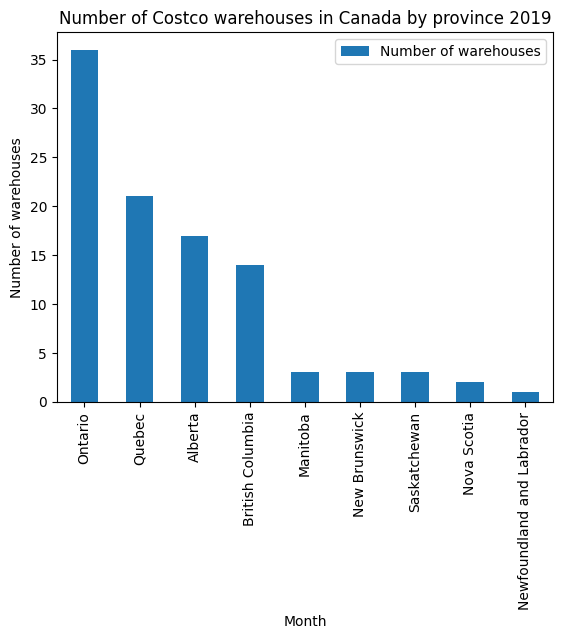 Number of Costco warehouses in Canada by province 2019
Number of warehouses
Number of warehouses
35
30
25
20
15
10
5
0
Ontario
Quebec
Alberta
British Columbia
Manitoba
New Brunswick
Saskatchewan
Nova Scotia
Newfoundland and Labrador
Month